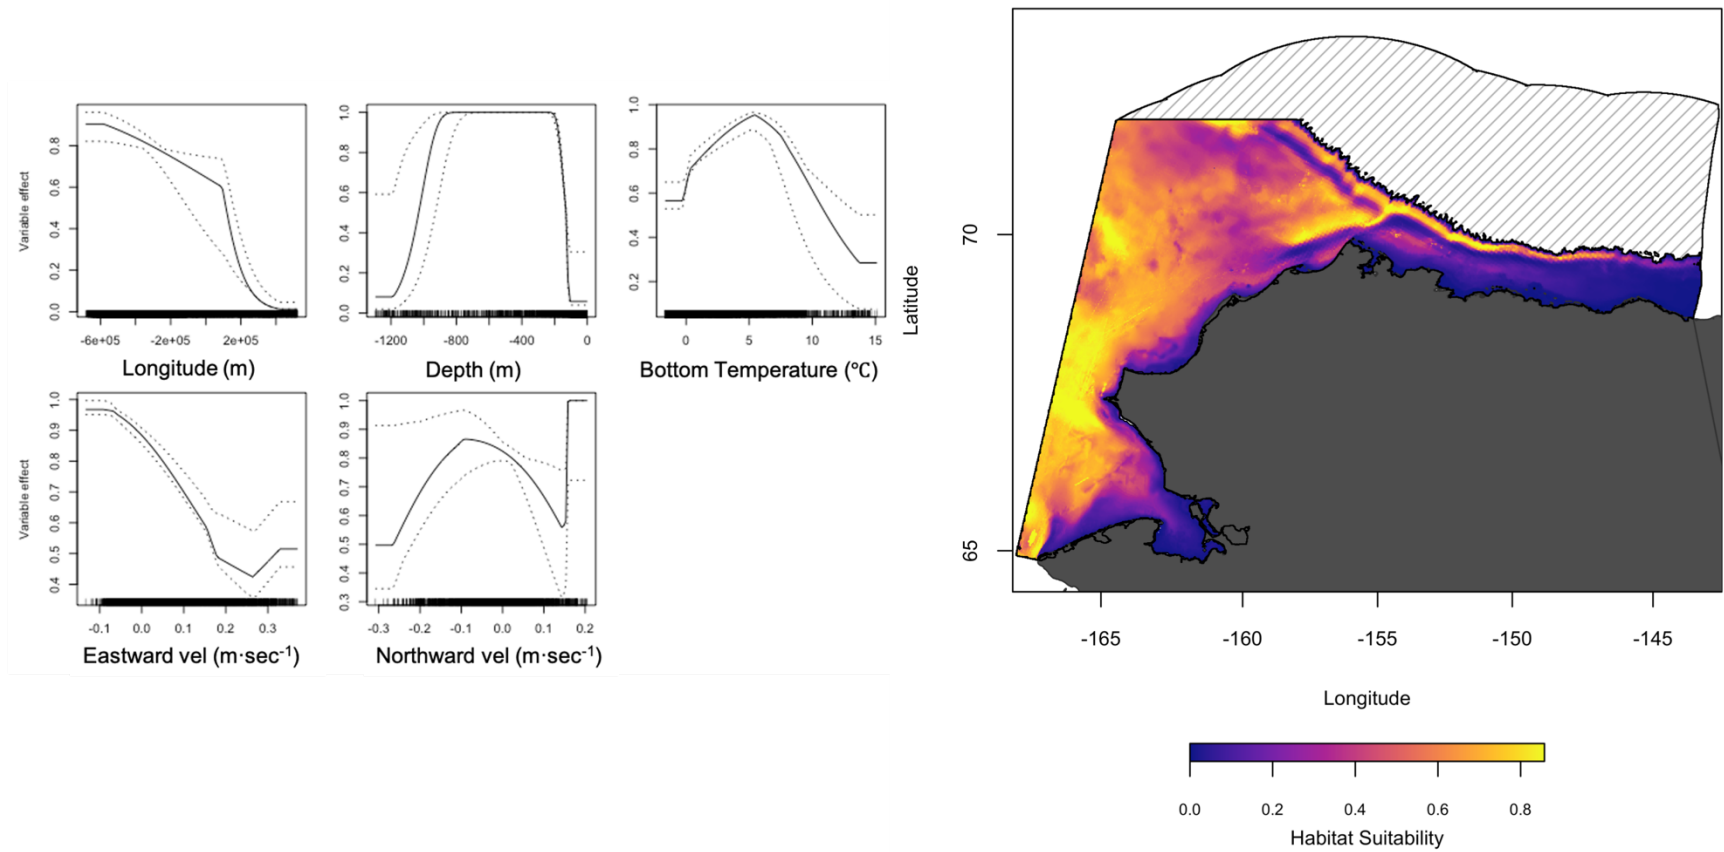 Variable effect
0.0 0.2 0.4 0.6 0.8
-6e+05 -2e+05 2e+05
Longitude (m)
0.0 0.2 0.4 0.6 0.8 1.0
-1200 -800 -400 0
Depth (m)
0.2 0.4 0.6 0.8 1.0
0 5 10 15
Bottom Temperature (℃)
Variable effect
0.4 0.5 0.6 0.7 0.8 0.9 1.0
-0.1 0.0 0.1 0.2 0.3
Eastward vel (m·sec-1)
0.3 0.4 0.5 0.6 0.7 0.8 0.9 1.0
-0.3 -0.2 -0.1 0.0 0.1 0.2
Northward vel (m·sec-1)
Latitude
70
65
-165 -160 -155 -150 -145
Longitude
0.0 0.2 0.4 0.6 0.8
Habitat Suitability